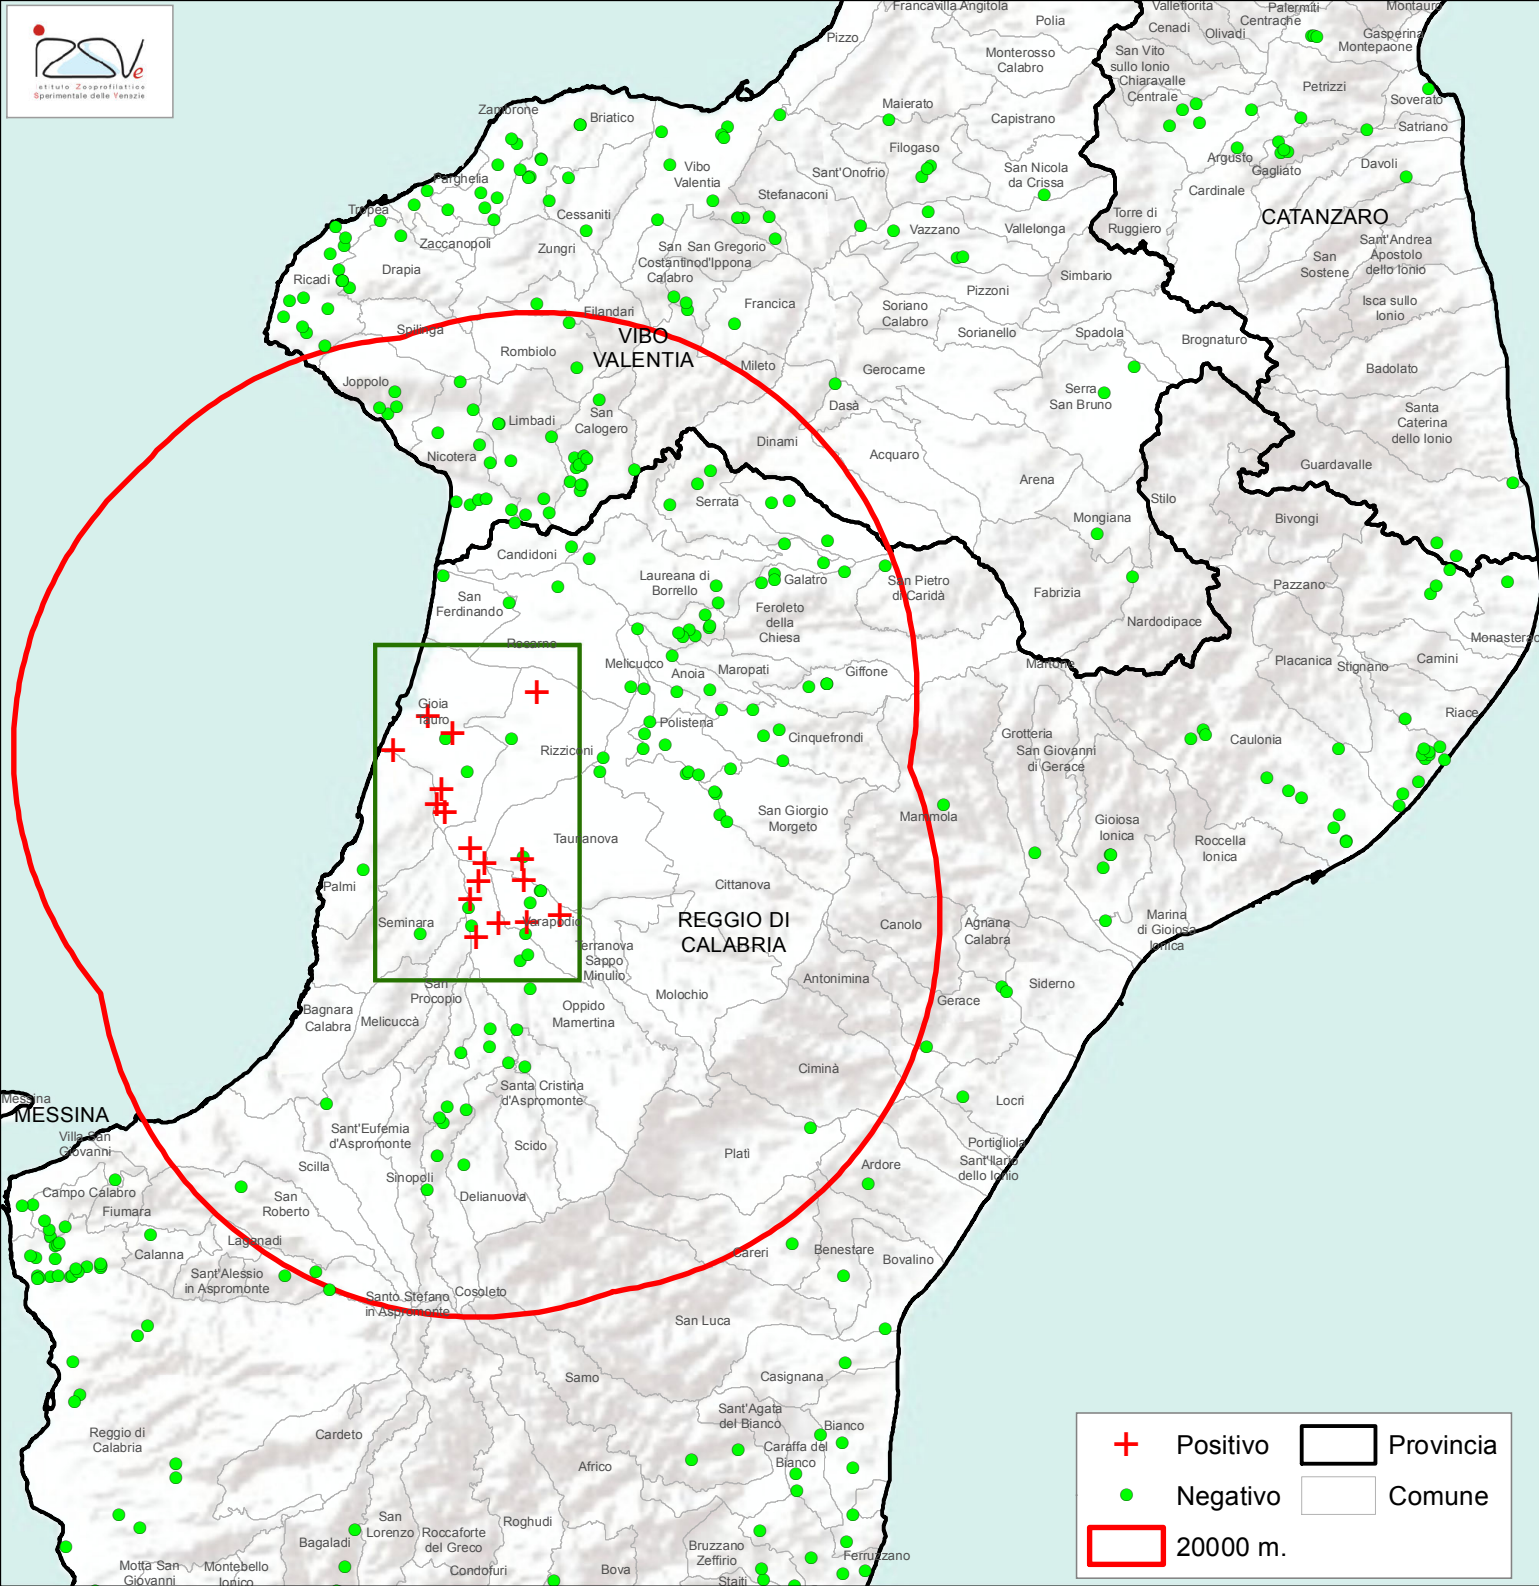 IZSVe
Istituto Zooprofilattico
Sperimentale delle Venezie
Francavilla Angitola
Polia
Pizzo
Monterosso
Calabro
Vallefiorita
Cenadi
Olivadi
Palermiti
Centrache
Montauro
Gasperina
Montepaone
San Vito
sullo Ionio
Chiaravalle
Centrale
Petrizzi
Soverato
Satriano
Zambrone
Briatico
Maierato
Capistrano
Filogaso
Sant'Onofrio
San Nicola
da Crissa
Argusto
Gagliato
Davoli
Cardinale
Parghelia
Vibo
Valentia
Stefanaconi
Tropea
Cessaniti
Zaccanopoli
Zungri
Vazzano
Vallelonga
Torre di
Ruggiero
CATANZARO
Sant'Andrea
Apostolo
dello Ionio
San
Sostene
Ricadi
Drapia
San
Costantino
Calabro
San Gregorio
d'Ippona
Simbario
Pizzoni
Isca sullo
Ionio
Francica
Soriano
Calabro
Sorianello
Spadola
Brognaturo
Spilinga
Filandari
VIBO
VALENTIA
Rombiolo
Mileto
Gerocarne
Badolato
Joppolo
Dasà
Serra
San Bruno
Limbadi
San
Calogero
Santa
Caterina
dello Ionio
Nicotera
Dinami
Acquaro
Guardavalle
Arena
Serrata
Stilo
Mongiana
Bivongi
Candidoni
Laureana di
Borrello
Galatro
San Pietro
di Caridà
Fabrizia
Pazzano
San
Ferdinando
Feroleto
della
Chiesa
Nardodipace
Monasterace
Rosarno
Melicucco
Anoia
Maropati
Giffone
Martone
Placanica
Stignano
Camini
Gioia
Tauro
Polistena
Cinquefrondi
Riace
Rizziconi
Grotteria
San Giovanni
di Gerace
Caulonia
San Giorgio
Morgeto
Mammola
Gioiosa
Ionica
Roccella
Ionica
Taurianova
Palmi
Cittanova
Seminara
Varapodio
REGGIO DI
CALABRIA
Canolo
Agnana
Calabra
Marina
di Gioiosa
Ionica
Terranova
Sappo
Minulio
Antonimina
Siderno
San
Procopio
Molochio
Gerace
Bagnara
Calabra
Melicuccà
Oppido
Mamertina
Ciminà
Santa Cristina
d'Aspromonte
Locri
Messina
MESSINA
Villa San
Giovanni
Sant'Eufemia
d'Aspromonte
Scido
Platì
Portigliola
Sant'Ilario
dello Ionio
Ardore
Scilla
Sinopoli
Delianuova
Campo Calabro
Fiumara
San
Roberto
Laganadi
Calanna
Careri
Benestare
Bovalino
Sant'Alessio
in Aspromonte
Santo Stefano
in Aspromonte
Cosoleto
San Luca
Samo
Casignana
Sant'Agata
del Bianco
Bianco
Reggio di
Calabria
Cardeto
Caraffa del
Bianco
Africo
San
Lorenzo
Roccaforte
del Greco
Roghudi
Bagaladi
Bruzzano
Zeffirio
Ferruzzano
Motta San
Giovanni
Montebello
Ionico
Condofuri
Bova
Staiti
Positivo
Provincia
Negativo
Comune
20000 m.